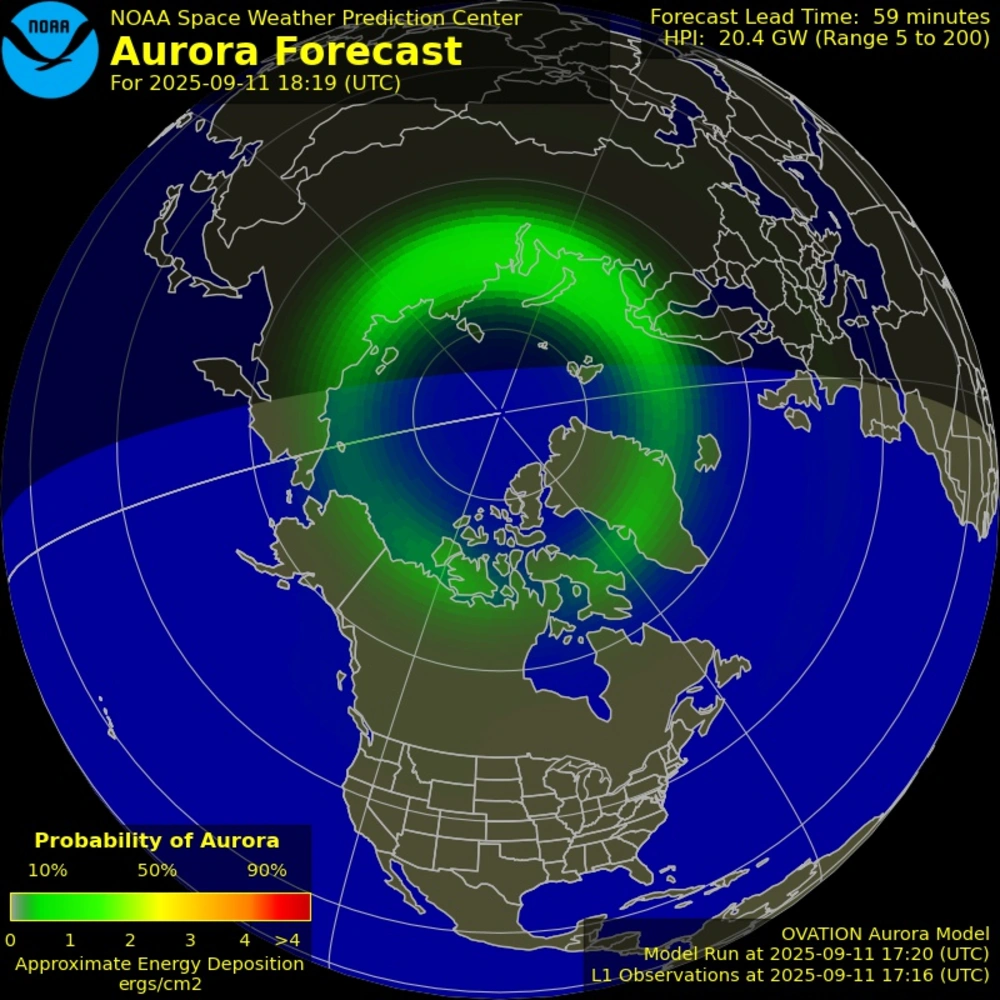 NOAA
NOAA Space Weather Prediction Center
Aurora Forecast
For 2025-09-11 18:19 (UTC)
Forecast Lead Time: 59 minutes
HPI: 20.4 GW (Range 5 to 200)
Probability of Aurora
10% 50% 90%
0 1 2 3 4 >4
Approximate Energy Deposition
ergs/cm2
OVATION Aurora Model
Model Run at 2025-09-11 17:20 (UTC)
L1 Observations at 2025-09-11 17:16 (UTC)